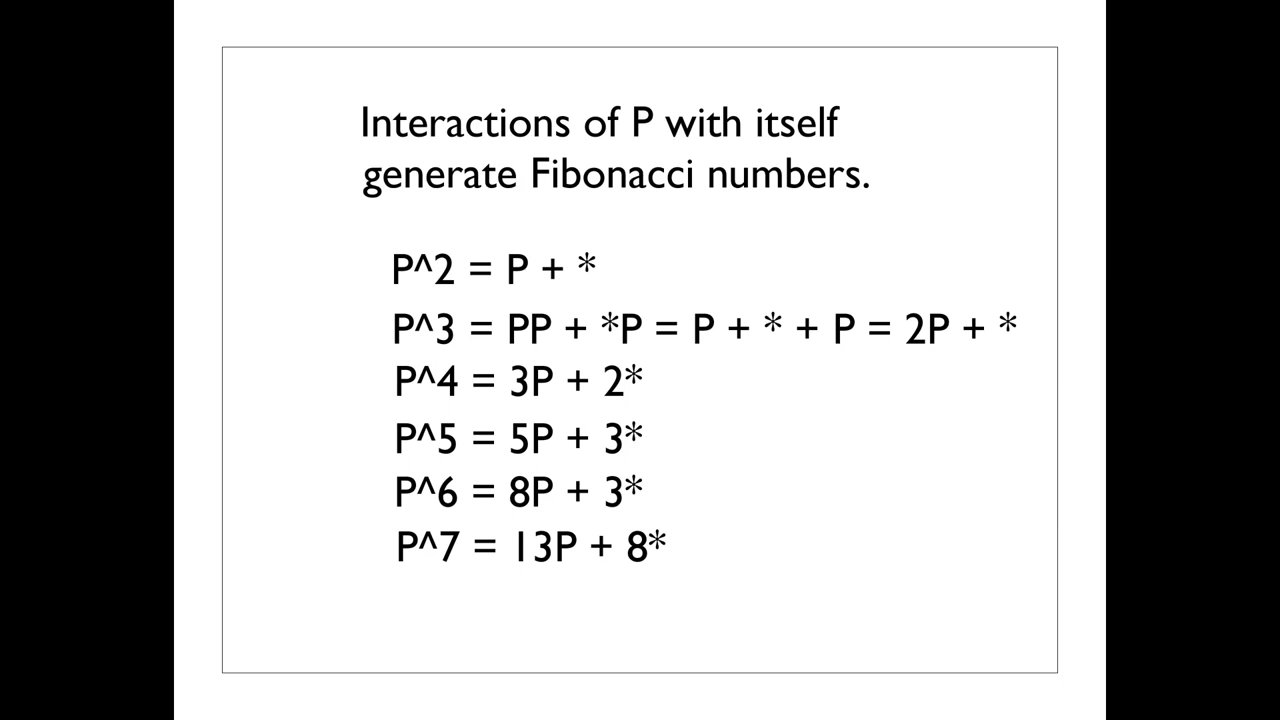 Interactions of P with itself
generate Fibonacci numbers.
P^2 = P + *
P^3 = PP + *P = P + * + P = 2P + *
P^4 = 3P + 2*
P^5 = 5P + 3*
P^6 = 8P + 3*
P^7 = 13P + 8*